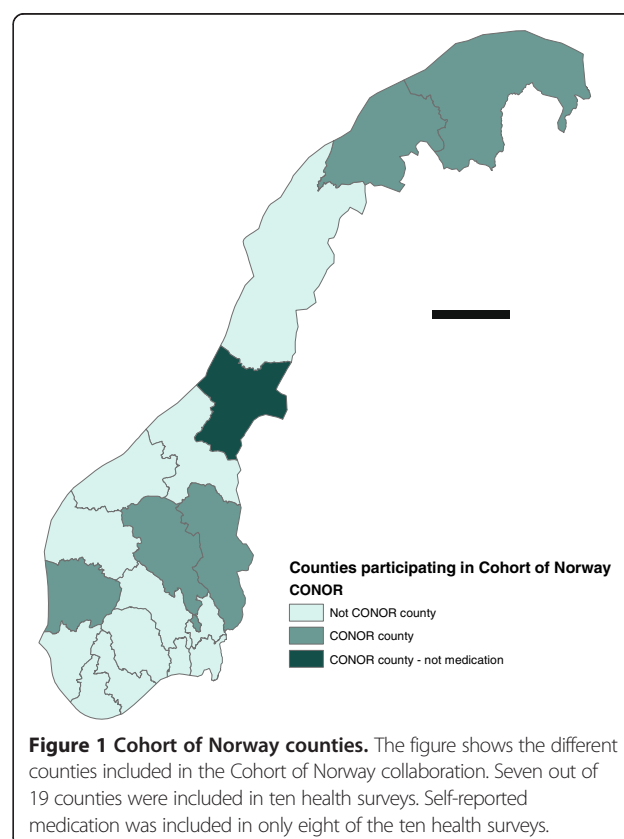 Counties participating in Cohort of Norway
CONOR
Not CONOR county
CONOR county
CONOR county - not medication
Figure 1 Cohort of Norway counties. The figure shows the different
counties included in the Cohort of Norway collaboration. Seven out of
19 counties were included in ten health surveys. Self-reported
medication was included in only eight of the ten health surveys.